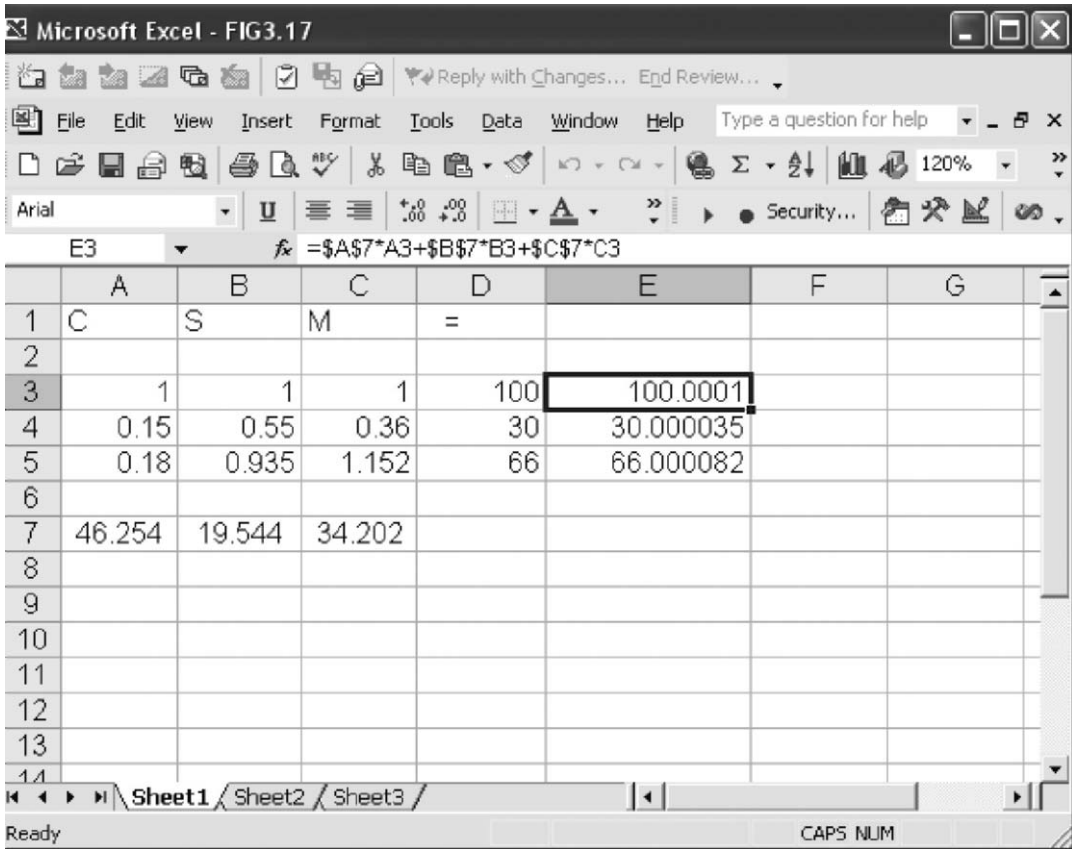 Microsoft Excel - FIG3.17
Reply with Changes... End Review...
File Edit View Insert Format Tools Data Window Help Type a question for help
ABC Σ A Z 120%
Arial U .00 .00 A Security...
E3 fx =$A$7*A3+$B$7*B3+$C$7*C3
A B C D E F G
1 C S M =
2
3 1 1 1 100 100.0001
4 0.15 0.55 0.36 30 30.000035
5 0.18 0.935 1.152 66 66.000082
6
7 46.254 19.544 34.202
8
9
10
11
12
13
14
Sheet1 Sheet2 Sheet3
Ready CAPS NUM